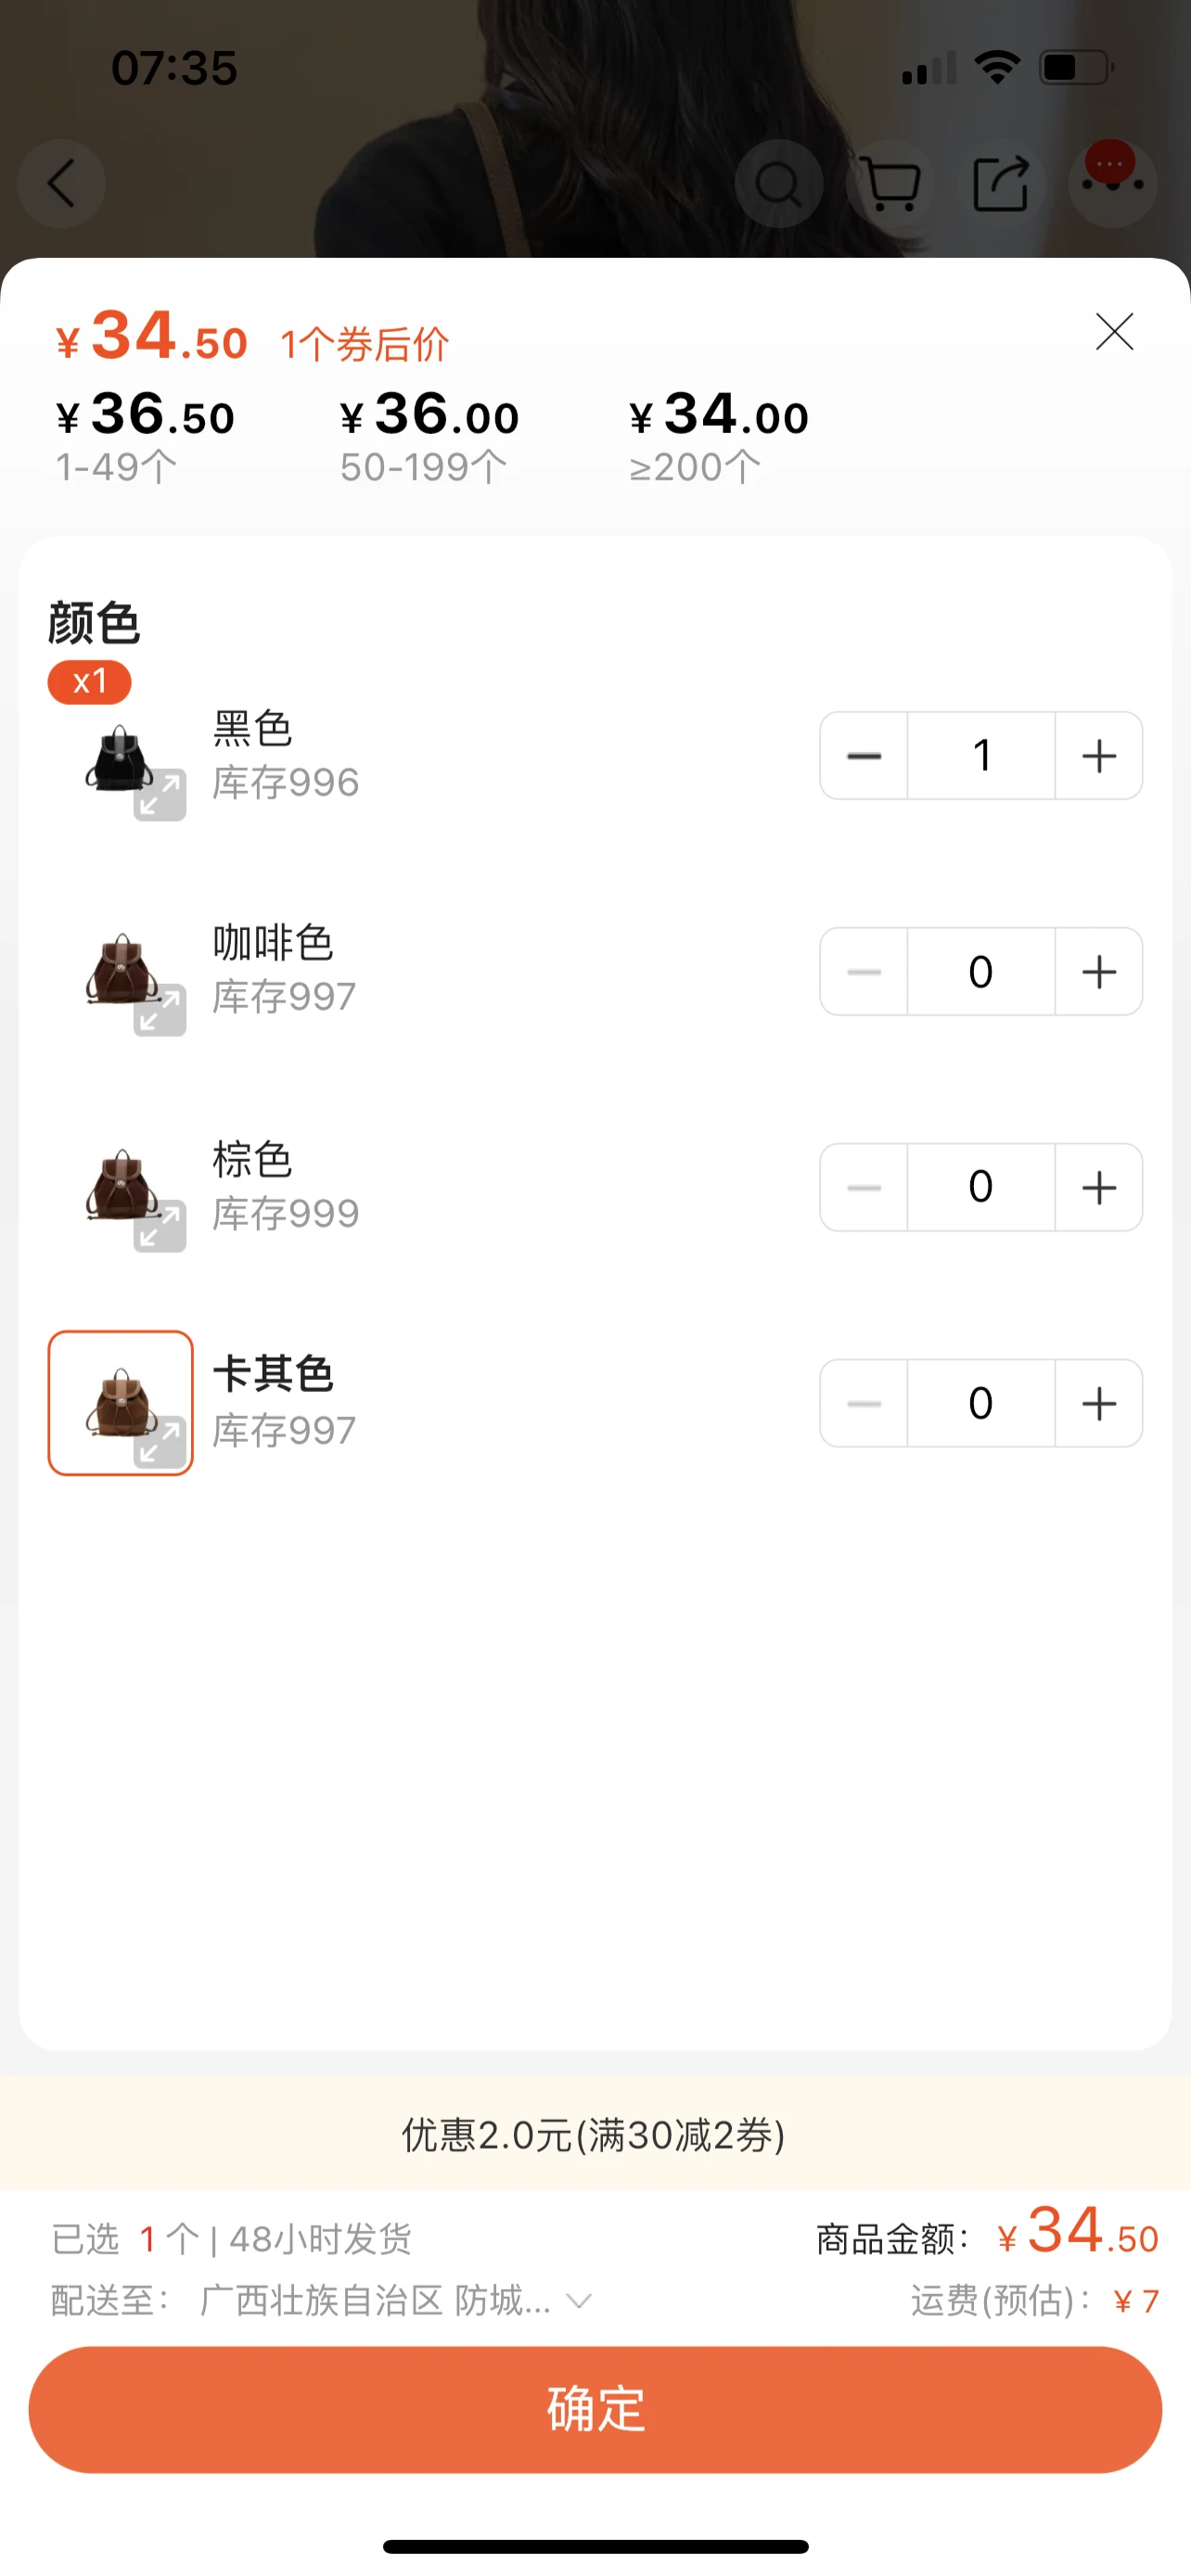 07:35
¥34.50 1个券后价
¥36.50 ¥36.00 ¥34.00
1-49个 50-199个 ≥200个
颜色
x1
黑色
库存996
1
咖啡色
库存997
0
棕色
库存999
0
卡其色
库存997
0
优惠2.0元(满30减2券)
已选 1个 | 48小时发货 商品金额: ¥34.50
配送至: 广西壮族自治区 防城... 运费(预估): ¥7
确定